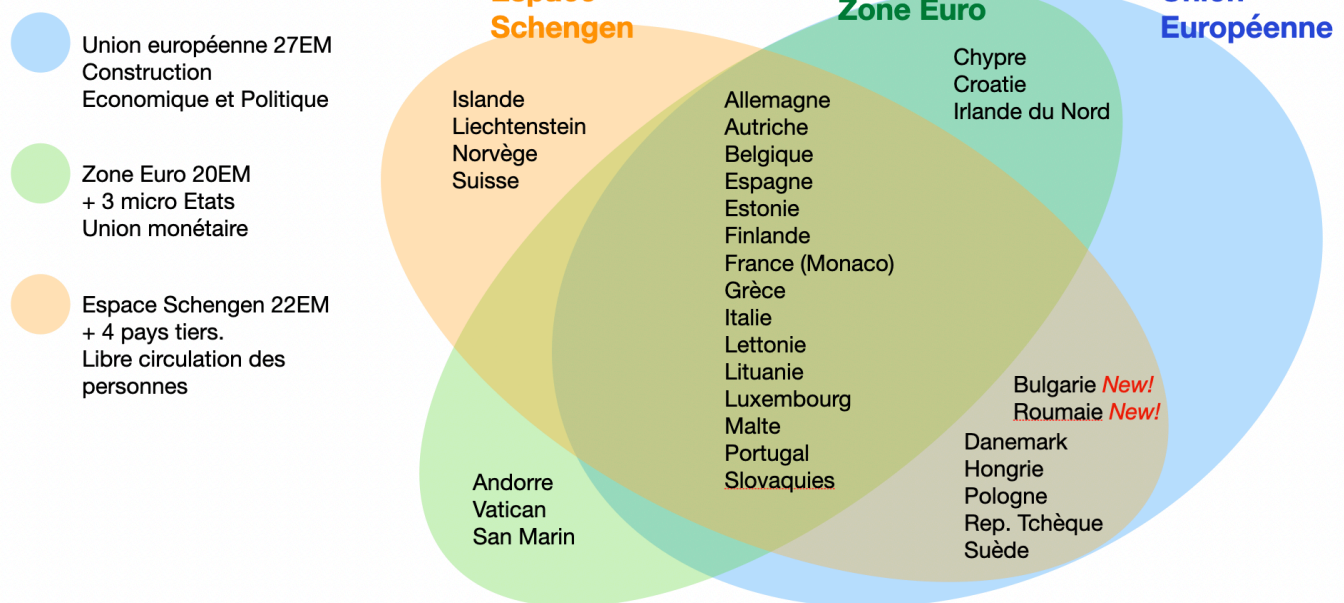 Union européenne 27EM
Construction
Economique et Politique
Zone Euro 20EM
+ 3 micro Etats
Union monétaire
Espace Schengen 22EM
+ 4 pays tiers.
Libre circulation des
personnes
Espace
Schengen
Zone Euro
Union
Européenne
Islande
Liechtenstein
Norvège
Suisse
Allemagne
Autriche
Belgique
Espagne
Estonie
Finlande
France (Monaco)
Grèce
Italie
Lettonie
Lituanie
Luxembourg
Malte
Portugal
Slovaquies
Chypre
Croatie
Irlande du Nord
Bulgarie New!
Roumaie New!
Danemark
Hongrie
Pologne
Rep. Tchèque
Suède
Andorre
Vatican
San Marin